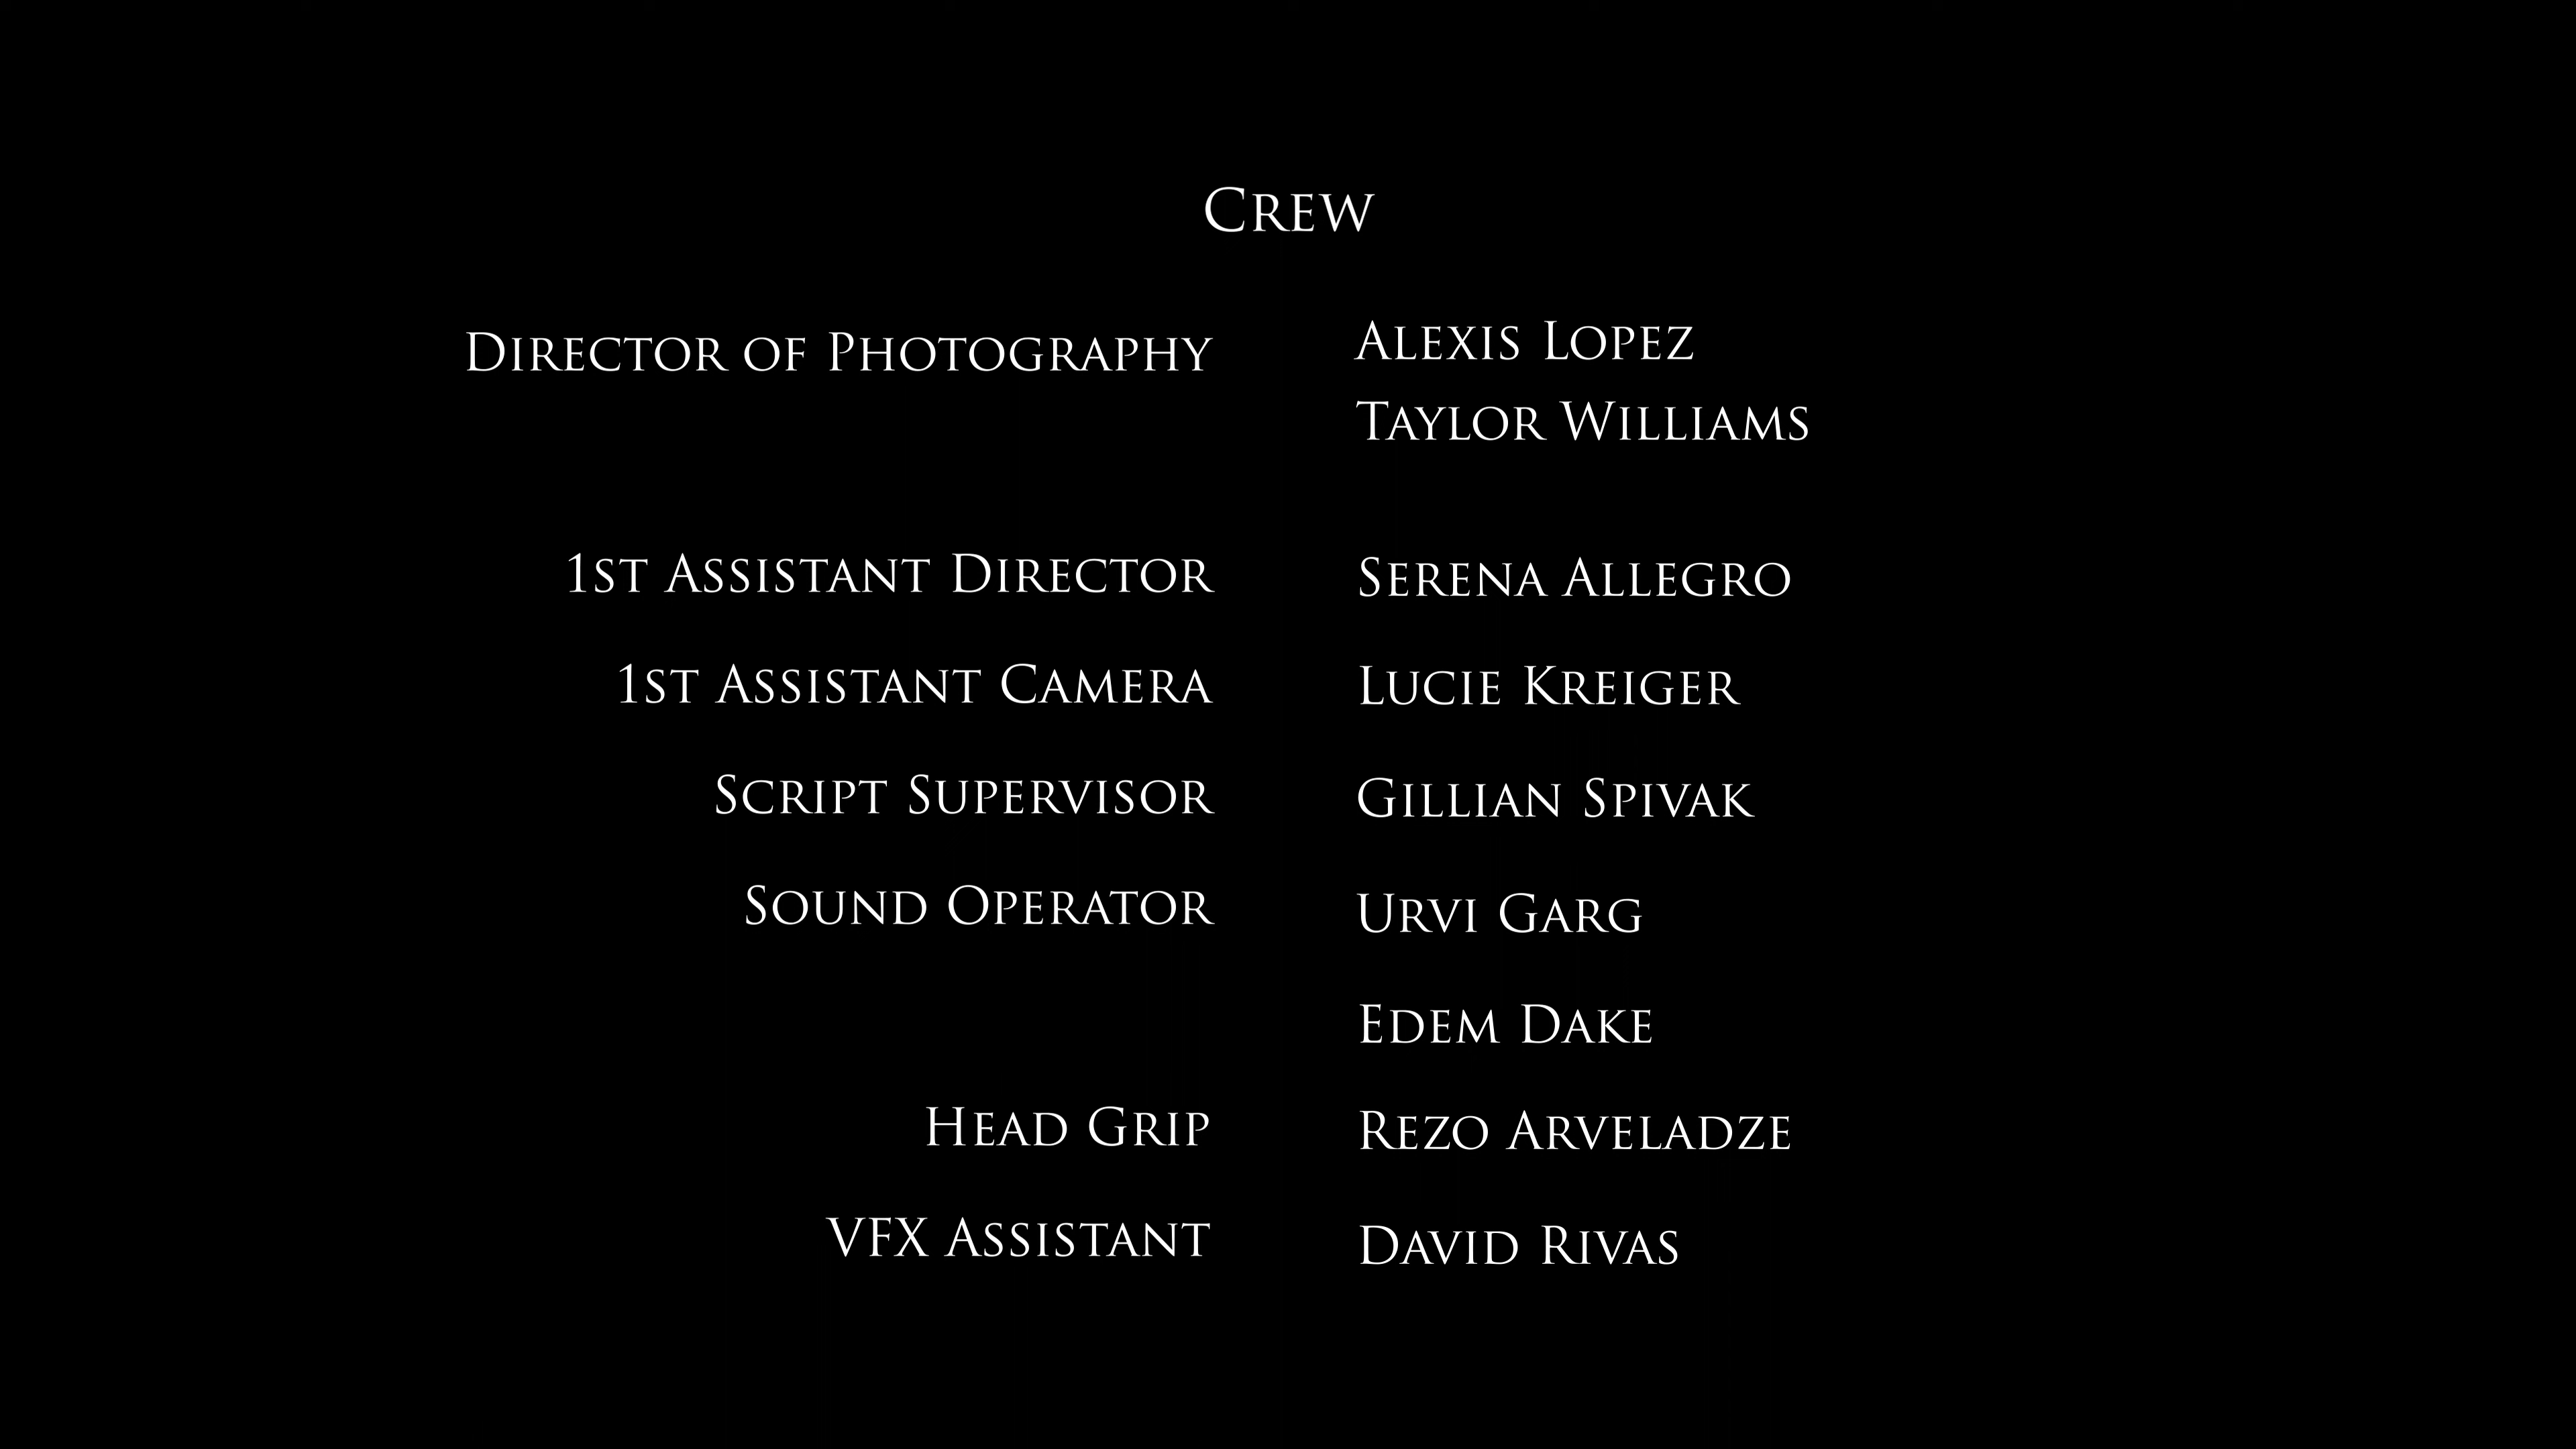 Crew
Director of Photography Alexis Lopez
Taylor Williams
1st Assistant Director Serena Allegro
1st Assistant Camera Lucie Kreiger
Script Supervisor Gillian Spivak
Sound Operator Urvi Garg
Edem Dake
Head Grip Rezo Arveladze
VFX Assistant David Rivas